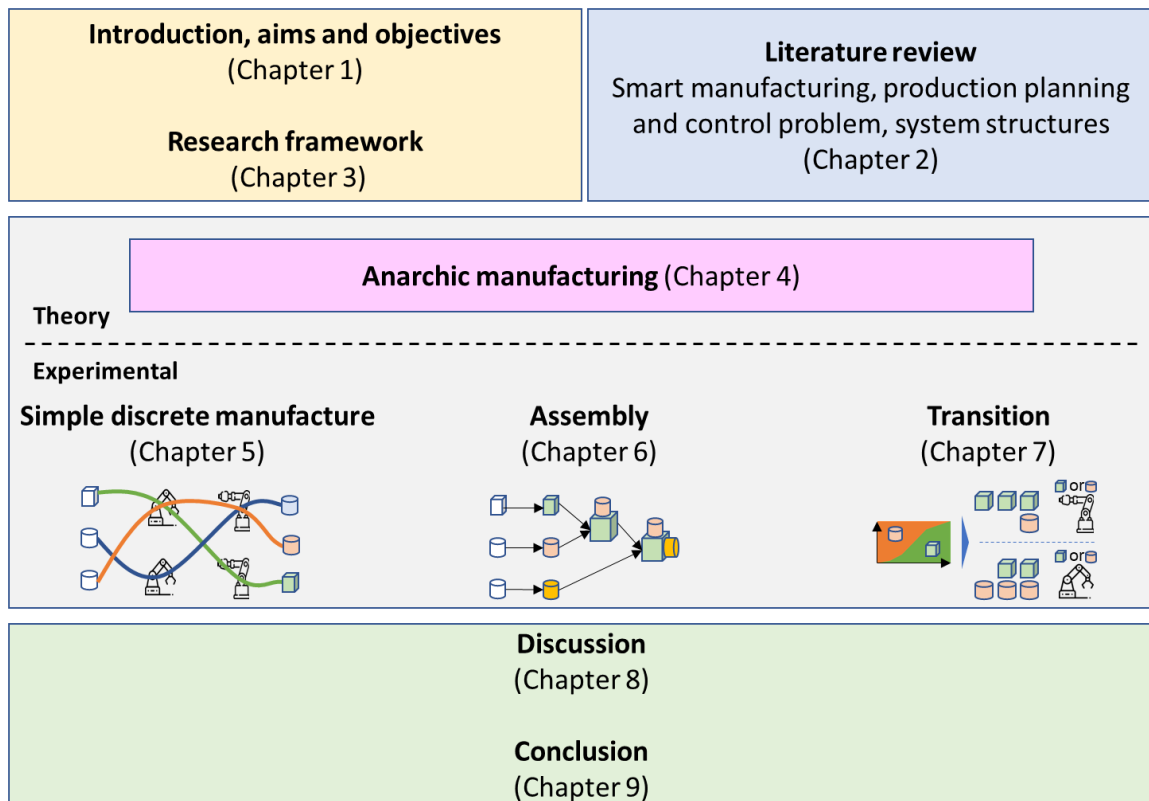 Introduction, aims and objectives
(Chapter 1)
Research framework
(Chapter 3)
Literature review
Smart manufacturing, production planning
and control problem, system structures
(Chapter 2)
Anarchic manufacturing (Chapter 4)
Theory
Experimental
Simple discrete manufacture
(Chapter 5)
Assembly
(Chapter 6)
Transition
(Chapter 7)
or
or
Discussion
(Chapter 8)
Conclusion
(Chapter 9)